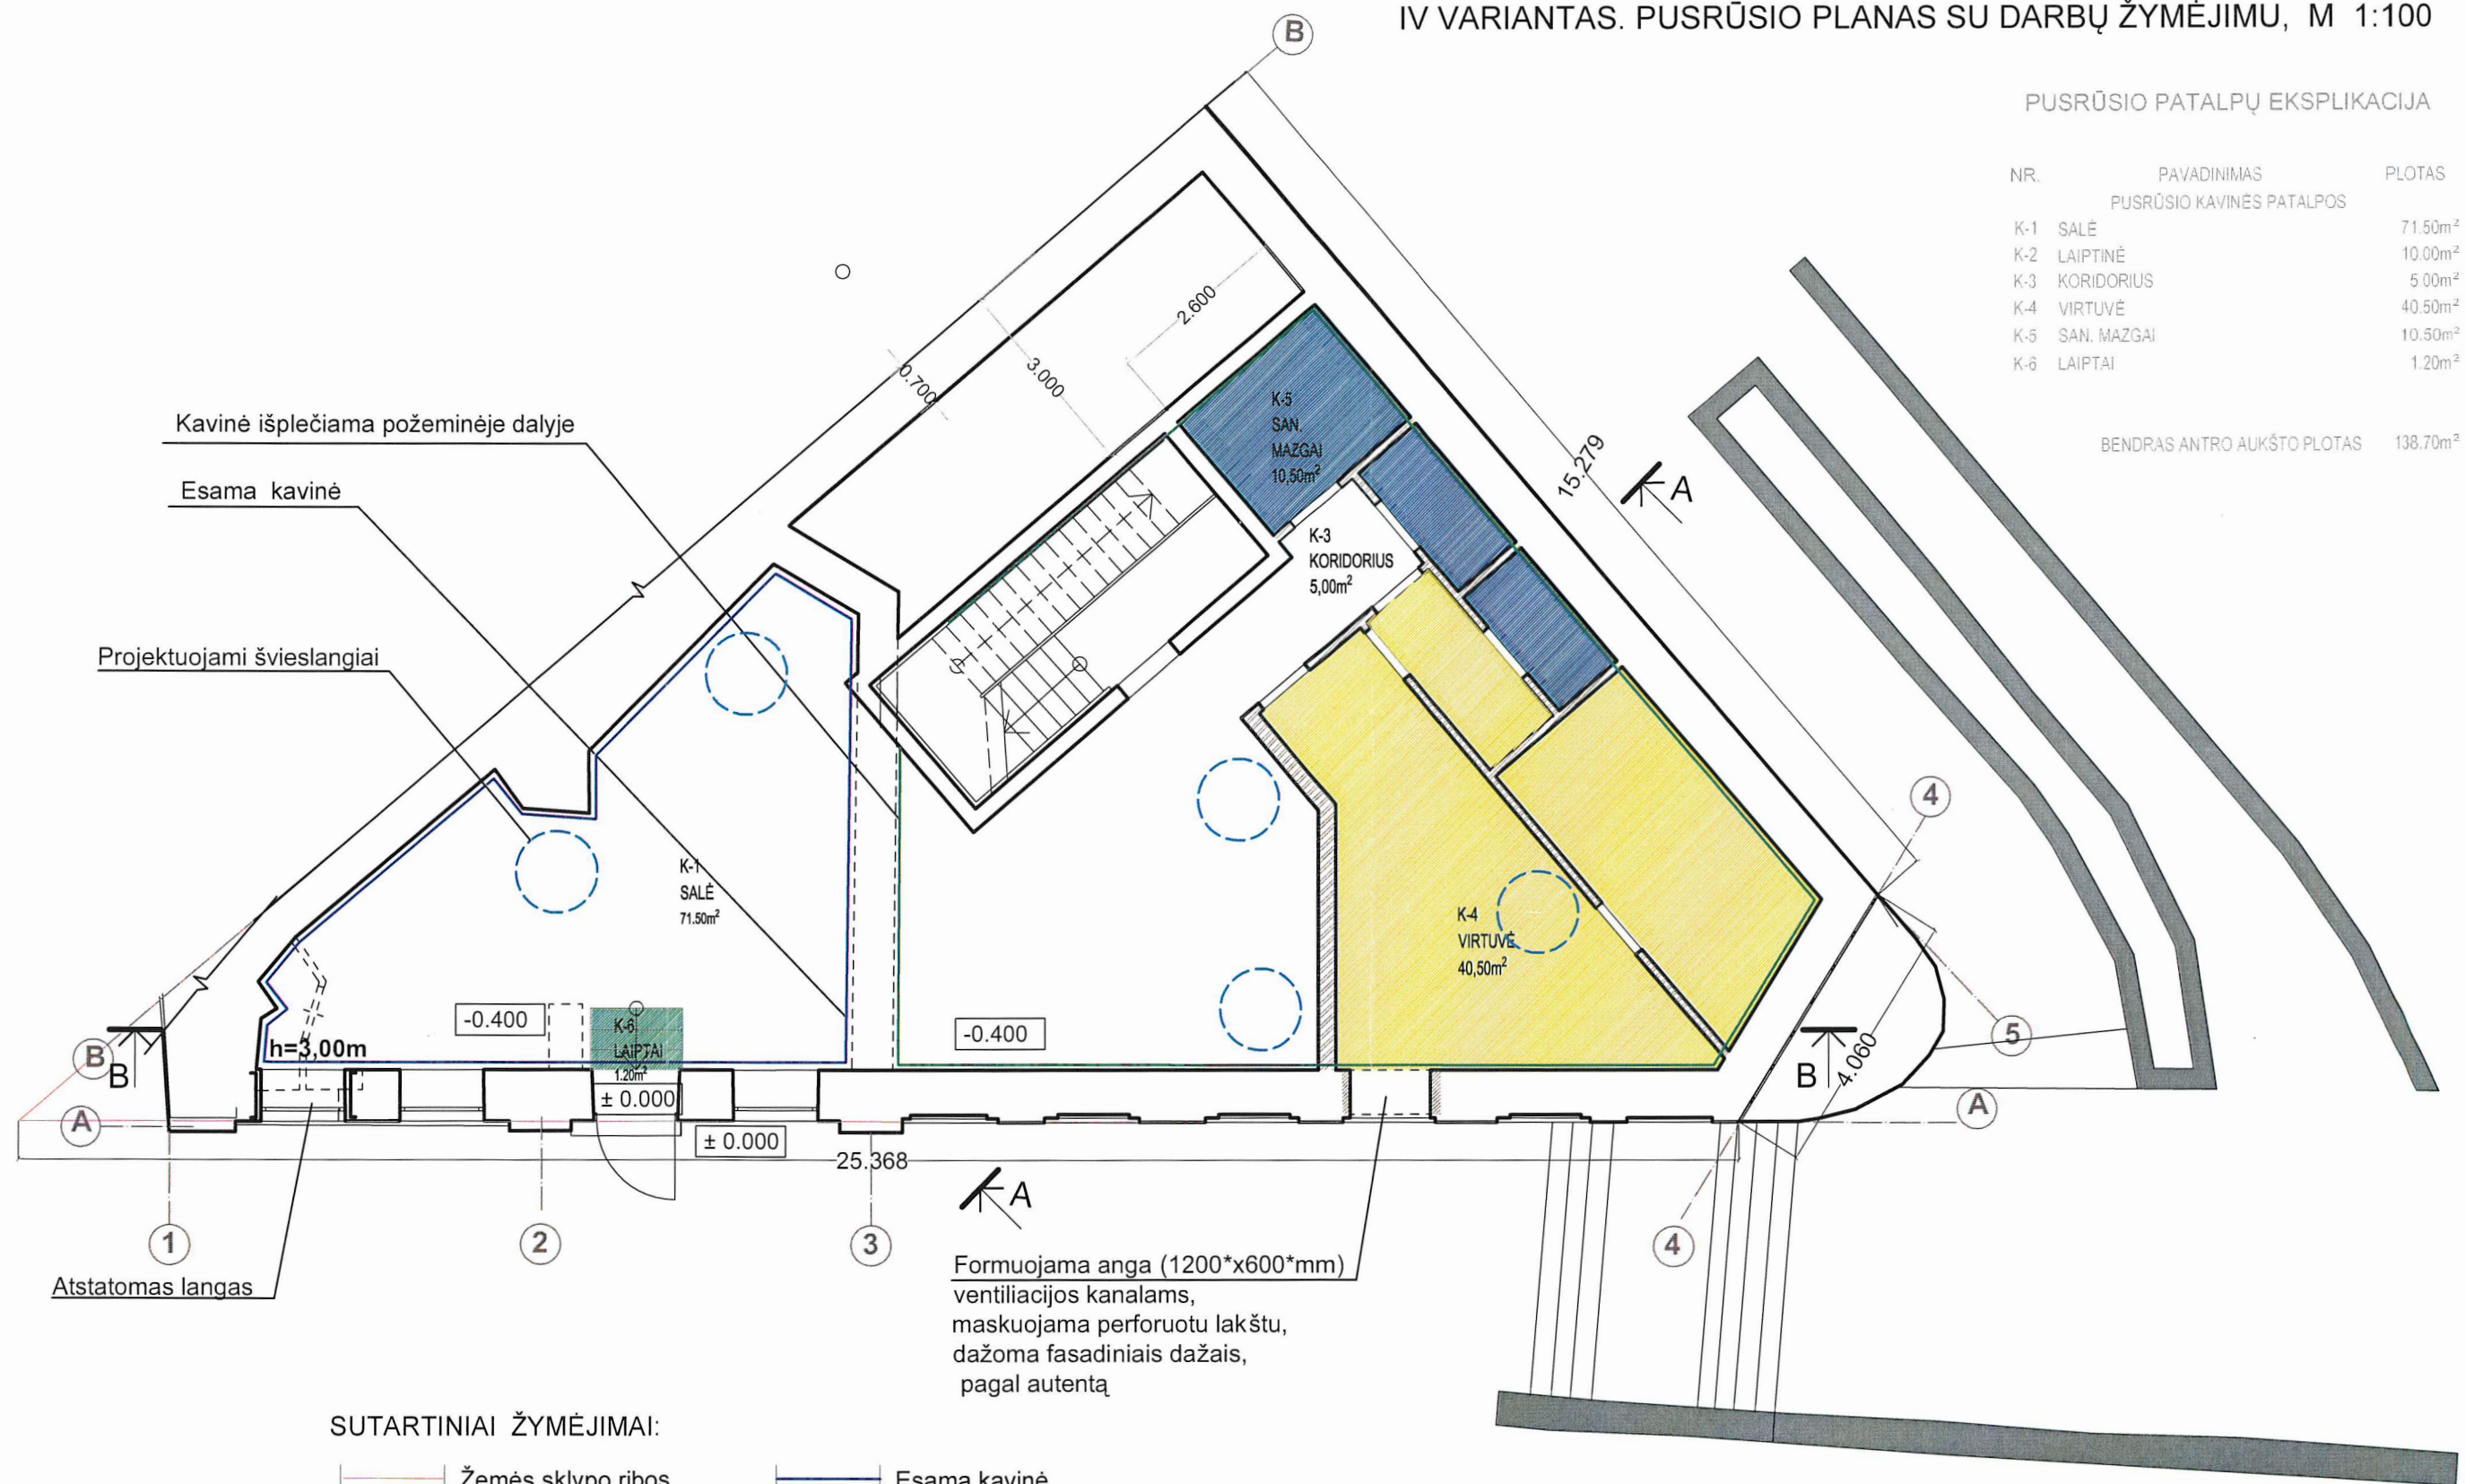 IV VARIANTAS. PUSRŪSIO PLANAS SU DARBŲ ŽYMĖJIMU, M 1:100
B
PUSRŪSIO PATALPŲ EKSPLIKACIJA
NR. PAVADINIMAS PLOTAS
PUSRŪSIO KAVINĖS PATALPOS
K-1 SALĖ 71.50m²
K-2 LAIPTINĖ 10.00m²
K-3 KORIDORIUS 5.00m²
K-4 VIRTUVĖ 40.50m²
K-5 SAN. MAZGAI 10.50m²
K-6 LAIPTAI 1.20m²
BENDRAS ANTRO AUKŠTO PLOTAS 138.70m²
2.600
3.000
0.700
15.279
A
Kavinė išplečiama požeminėje dalyje
Esama kavinė
Projektuojami švieslangiai
K-5
SAN.
MAZGAI
10,50m²
K-3
KORIDORIUS
5,00m²
K-1
SALĖ
71.50m²
K-4
VIRTUVĖ
40,50m²
4
5
-0.400
K-6
LAIPTAI
1.20m²
-0.400
h=3,00m
B
B
B
4.060
± 0.000
A
A
± 0.000
25.368
A
1
2
3
4
Atstatomas langas
Formuojama anga (1200*x600*mm)
ventiliacijos kanalams,
maskuojama perforuotu lakštu,
dažoma fasadiniais dažais,
pagal autentą
SUTARTINIAI ŽYMĖJIMAI:
Žemės sklypo ribos
Esama kavinė